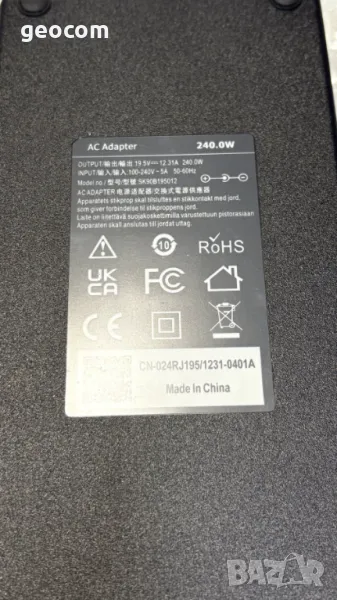 geocom
AC Adapter 240.0W
OUTPUT/输出/輸出:19.5V⎓12.31A 240.0W
INPUT/输入/輸入:100-240V~5A 50-60Hz
型号/型號:SK90B195012
AC ADAPTER 电源适配器/交換式電源供應器
Apparatets stikprop skal tilsluttes en stikkontakt med jord.
som giver forbindelse til stikproppens jord.
Laite on liitettävä suojakoskettimilla varustettuun pistorasiaan
Apparaten skall anslutas till jordat uttag.
10
RoHS
UK
CA
FC
CE
CN-024RJ195/1231-0401A
Made In China
BAZAR